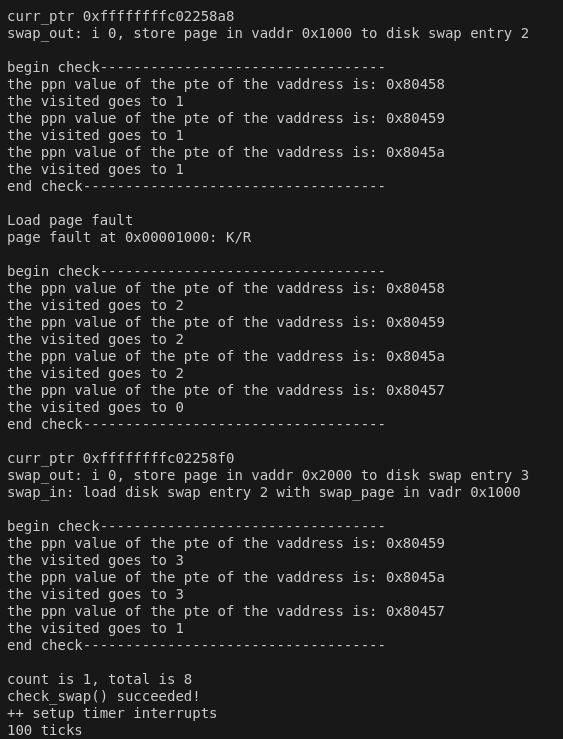 curr_ptr 0xffffffffc02258a8
swap_out: i 0, store page in vaddr 0x1000 to disk swap entry 2
begin check----------------------------------
the ppn value of the pte of the vaddress is: 0x80458
the visited goes to 1
the ppn value of the pte of the vaddress is: 0x80459
the visited goes to 1
the ppn value of the pte of the vaddress is: 0x8045a
the visited goes to 1
end check------------------------------------
Load page fault
page fault at 0x00001000: K/R
begin check----------------------------------
the ppn value of the pte of the vaddress is: 0x80458
the visited goes to 2
the ppn value of the pte of the vaddress is: 0x80459
the visited goes to 2
the ppn value of the pte of the vaddress is: 0x8045a
the visited goes to 2
the ppn value of the pte of the vaddress is: 0x80457
the visited goes to 0
end check------------------------------------
curr_ptr 0xffffffffc02258f0
swap_out: i 0, store page in vaddr 0x2000 to disk swap entry 3
swap_in: load disk swap entry 2 with swap_page in vadr 0x1000
begin check----------------------------------
the ppn value of the pte of the vaddress is: 0x80459
the visited goes to 3
the ppn value of the pte of the vaddress is: 0x8045a
the visited goes to 3
the ppn value of the pte of the vaddress is: 0x80457
the visited goes to 1
end check------------------------------------
count is 1, total is 8
check_swap() succeeded!
++ setup timer interrupts
100 ticks